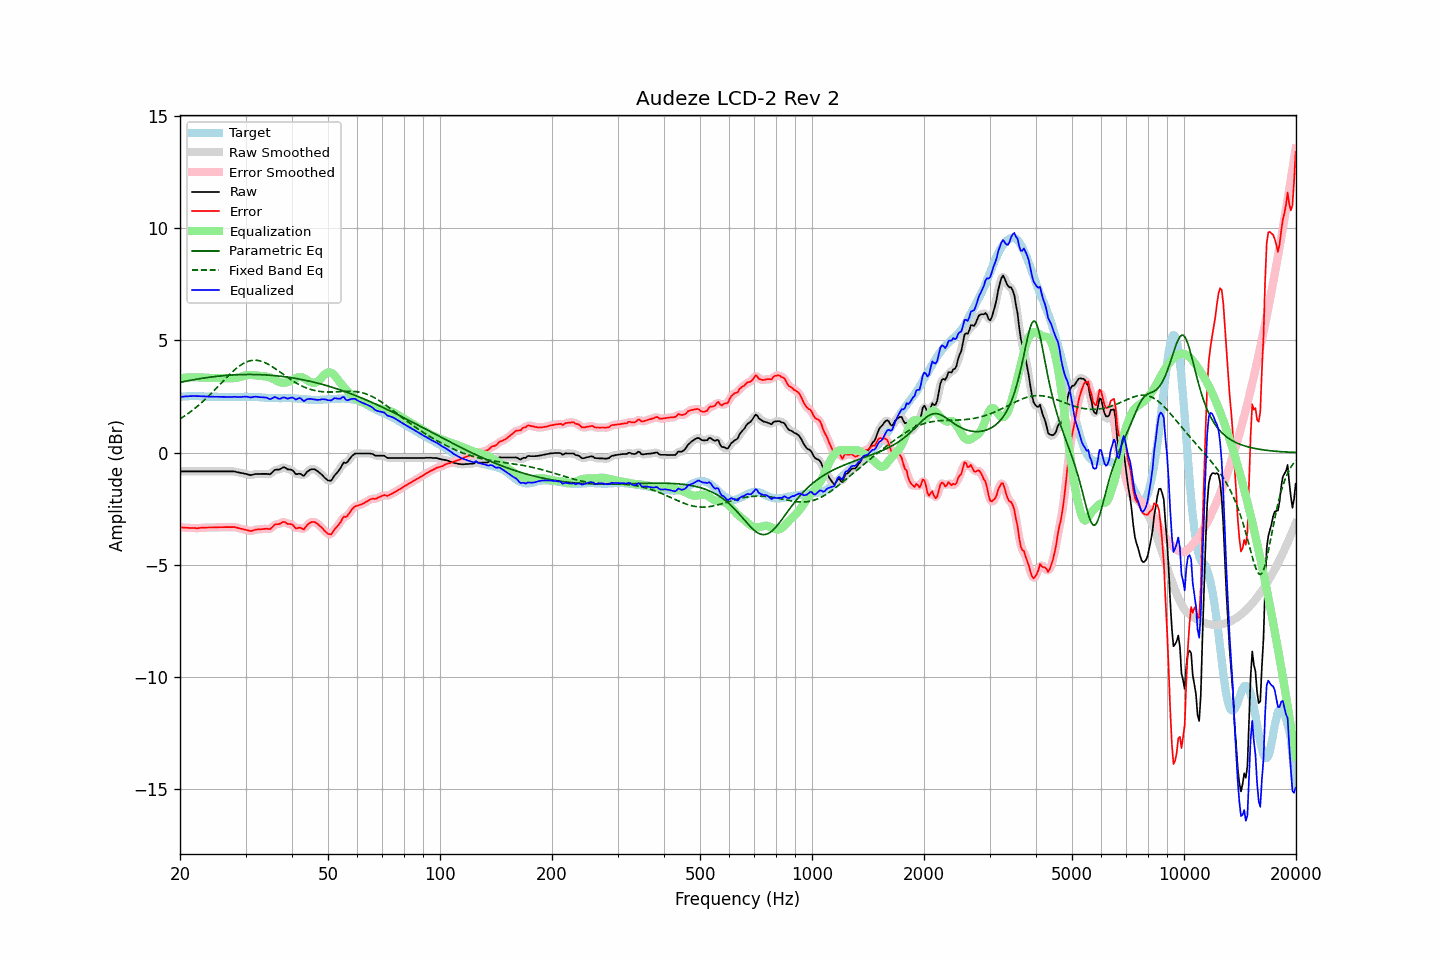 Audeze LCD-2 Rev 2
15
10
5
0
−5
−10
−15
Amplitude (dBr)
Target
Raw Smoothed
Error Smoothed
Raw
Error
Equalization
Parametric Eq
Fixed Band Eq
Equalized
20 50 100 200 500 1000 2000 5000 10000 20000
Frequency (Hz)